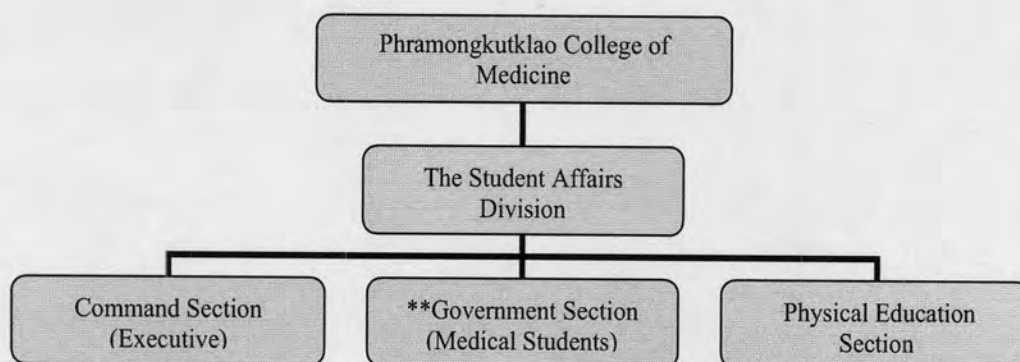 Phramongkutklao College of
Medicine
The Student Affairs
Division
Command Section
(Executive)
**Government Section
(Medical Students)
Physical Education
Section